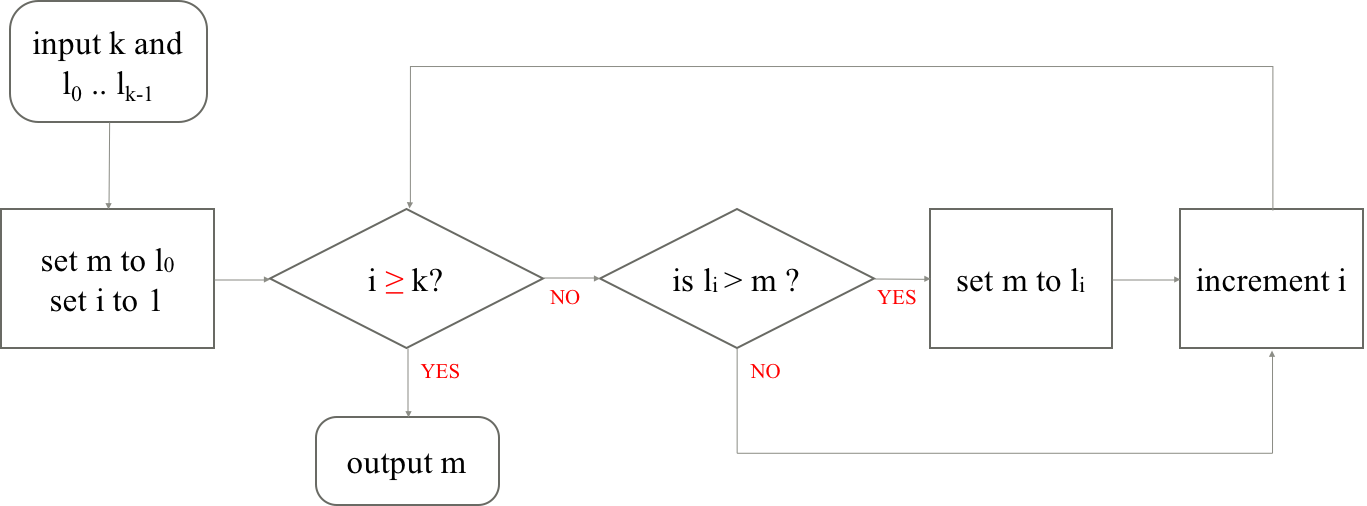 input k and
l0 .. lk-1
set m to l0
set i to 1
i ≥ k?
NO
is li > m ?
YES
set m to li
increment i
YES
NO
output m